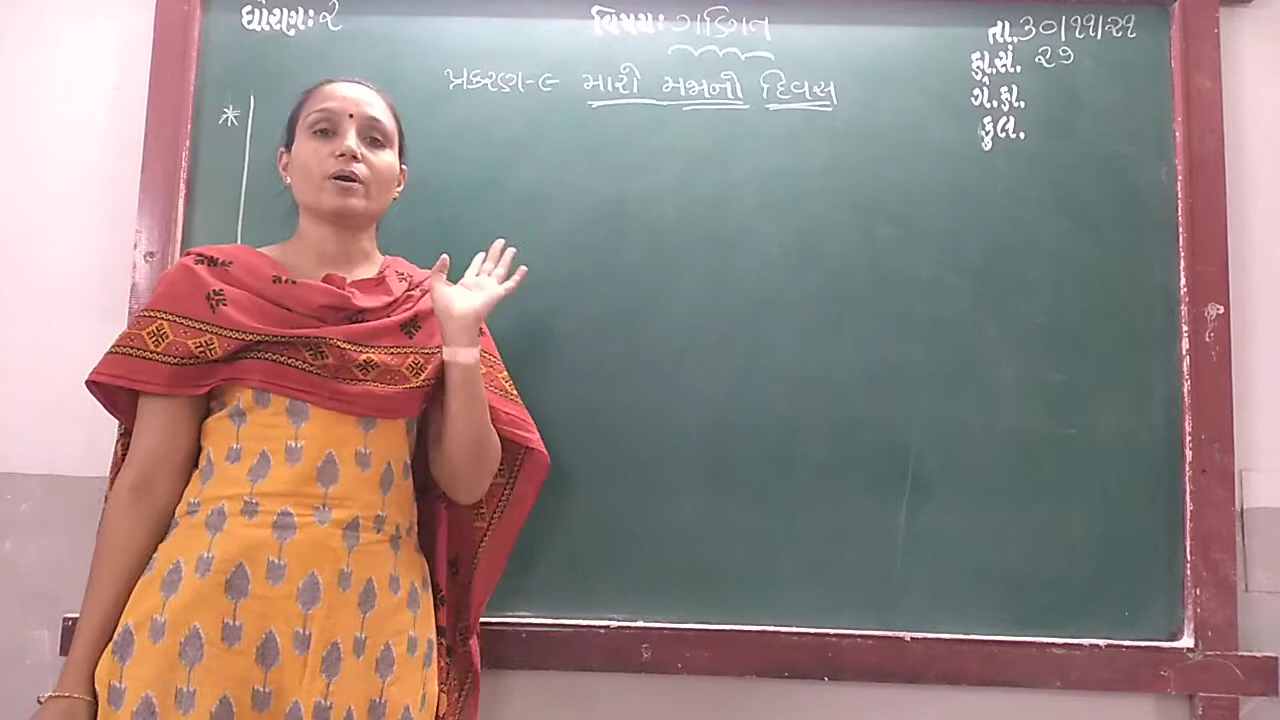 ધોરણઃ ૨
વિષયઃ ગણિત
તા. ૩૦/૧૧/૨૧
ક્રા.સં. ૨૭
ગે.હા.
કુલ.
પ્રકરણ-૯ મારી મજાનો દિવસ
*